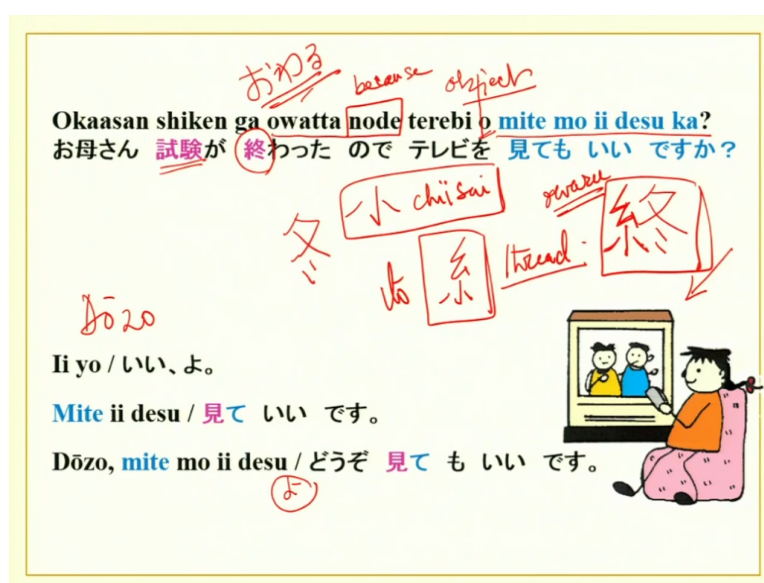 おわる because object
Okaasan shiken ga owatta node terebi o mite mo ii desu ka?
お母さん 試験が 終わった ので テレビを 見ても いい ですか？
冬 小 chiisai owaru 終
ito 糸 thread
Dōzo
Ii yo / いい、よ。
Mite ii desu / 見て いい です。
Dōzo, mite mo ii desu / どうぞ 見て も いい です。
よ